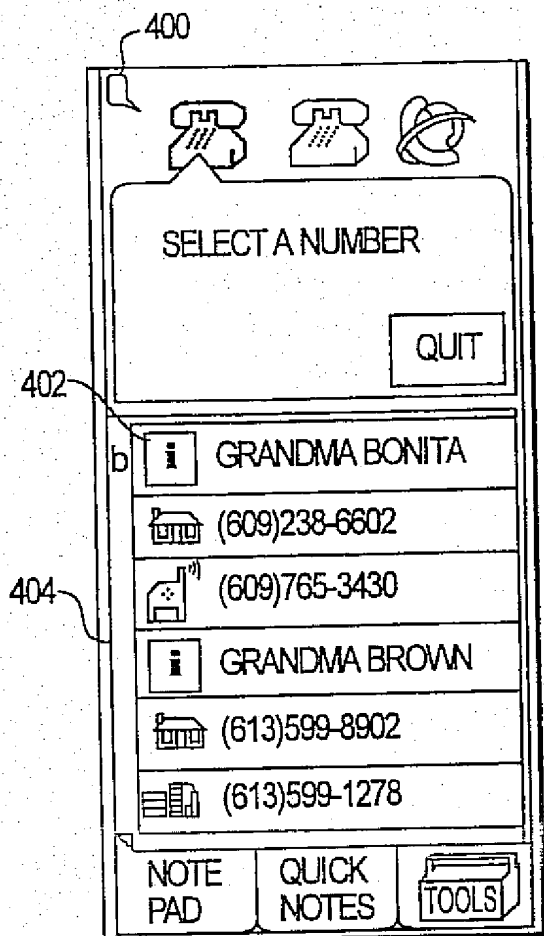 400
SELECT A NUMBER
QUIT
402
b
GRANDMA BONITA
(609)238-6602
404
(609)765-3430
GRANDMA BROWN
(613)599-8902
(613)599-1278
NOTE PAD
QUICK NOTES
TOOLS